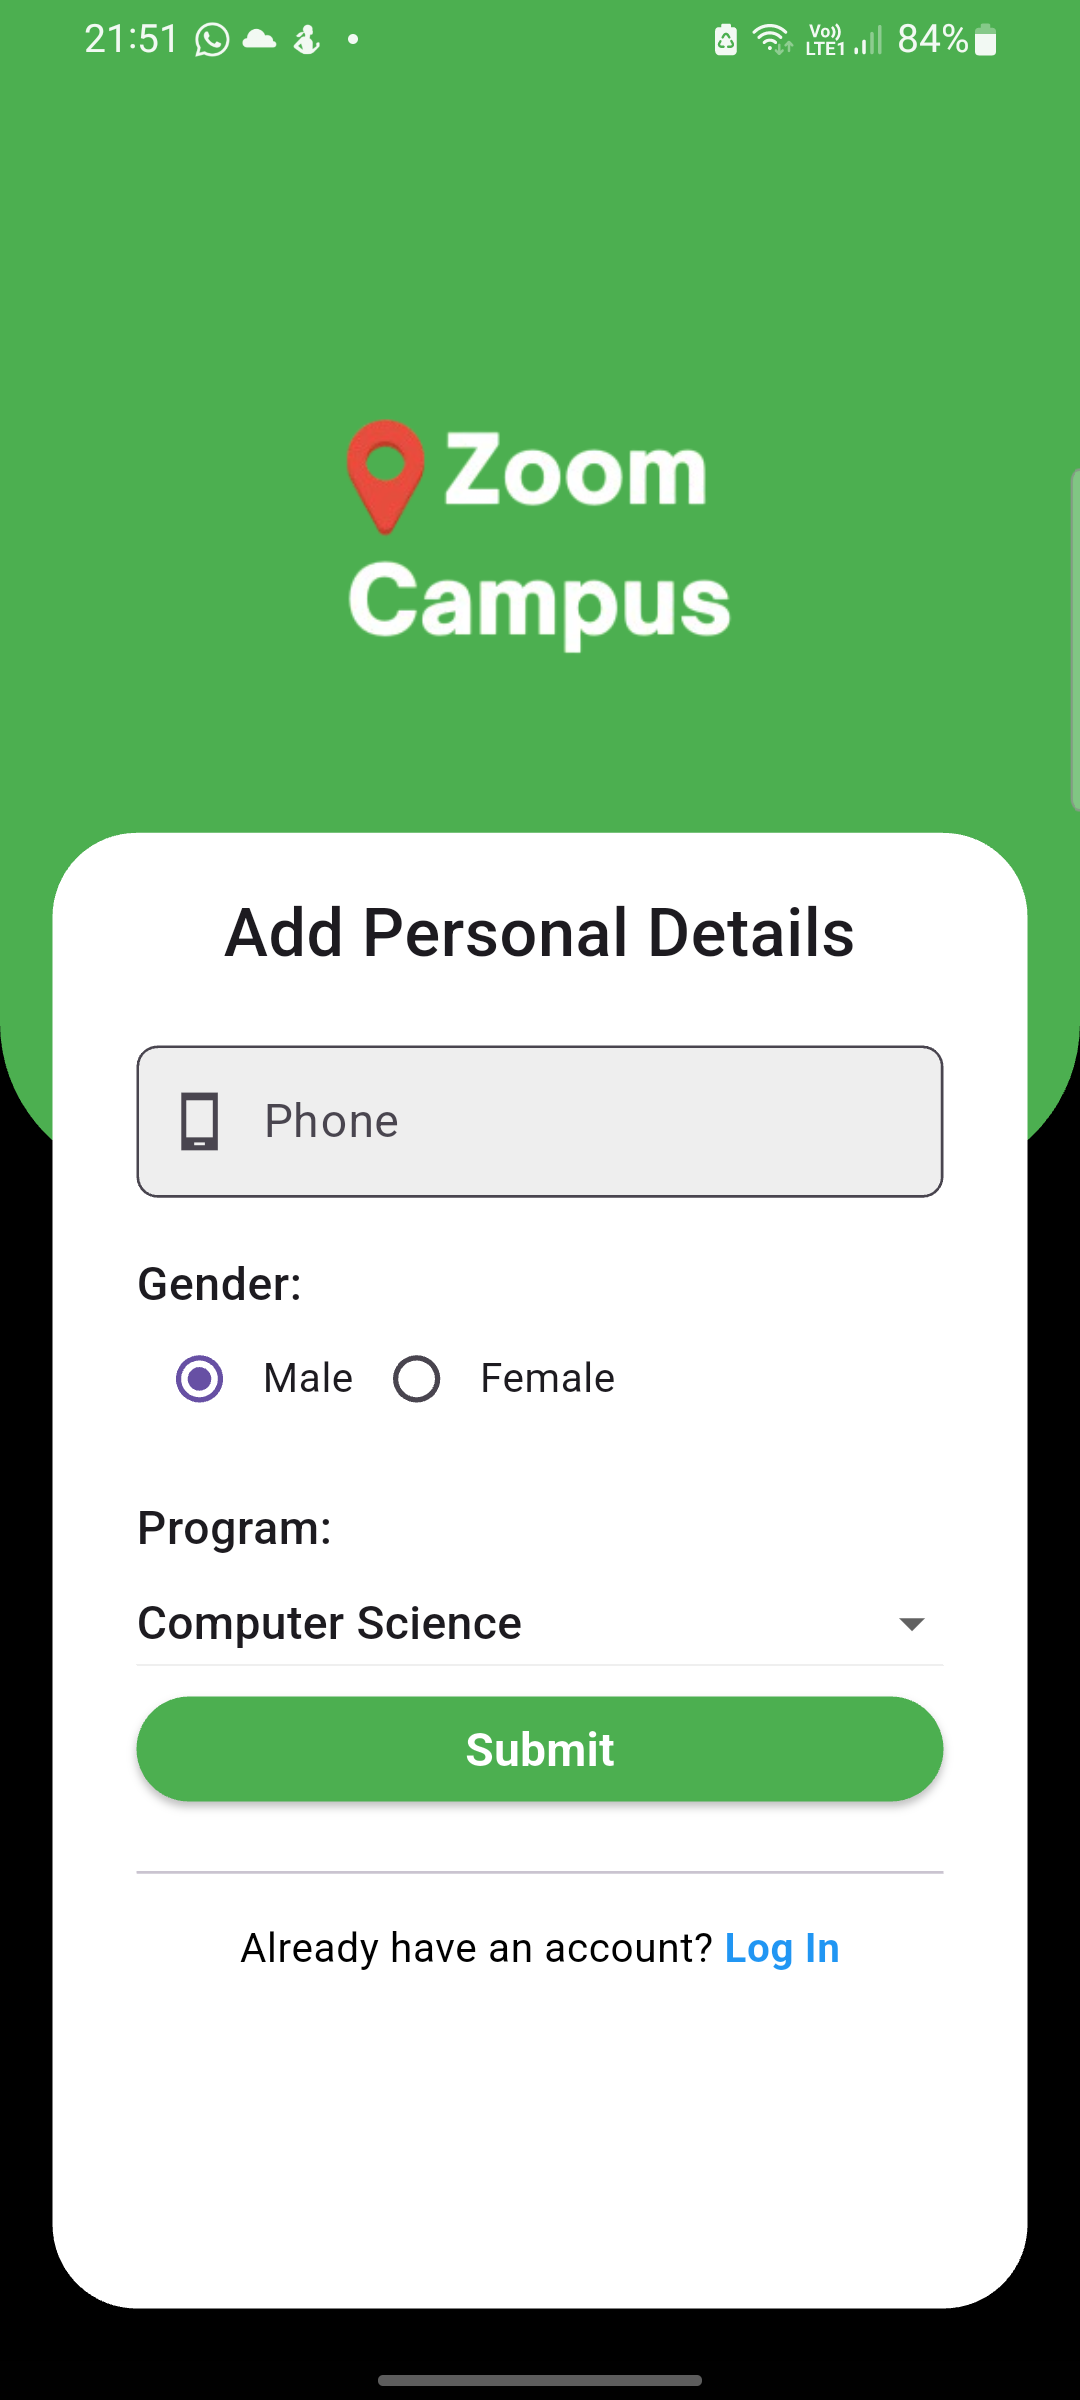 21:51
Vo)) LTE1 84%
Zoom
Campus
Add Personal Details
Phone
Gender:
Male Female
Program:
Computer Science
Submit
Already have an account? Log In